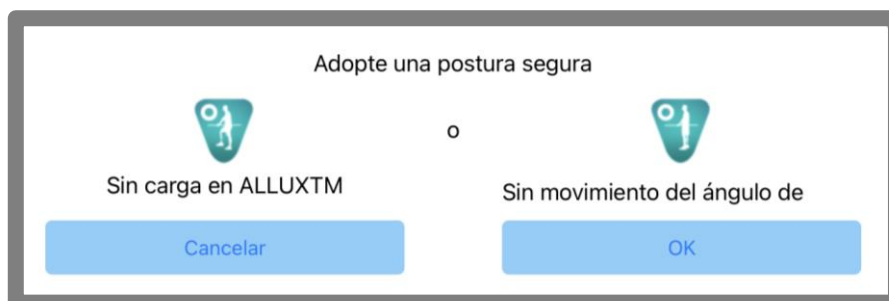 Adopte una postura segura
o
Sin carga en ALLUXTM
Sin movimiento del ángulo de
Cancelar
OK